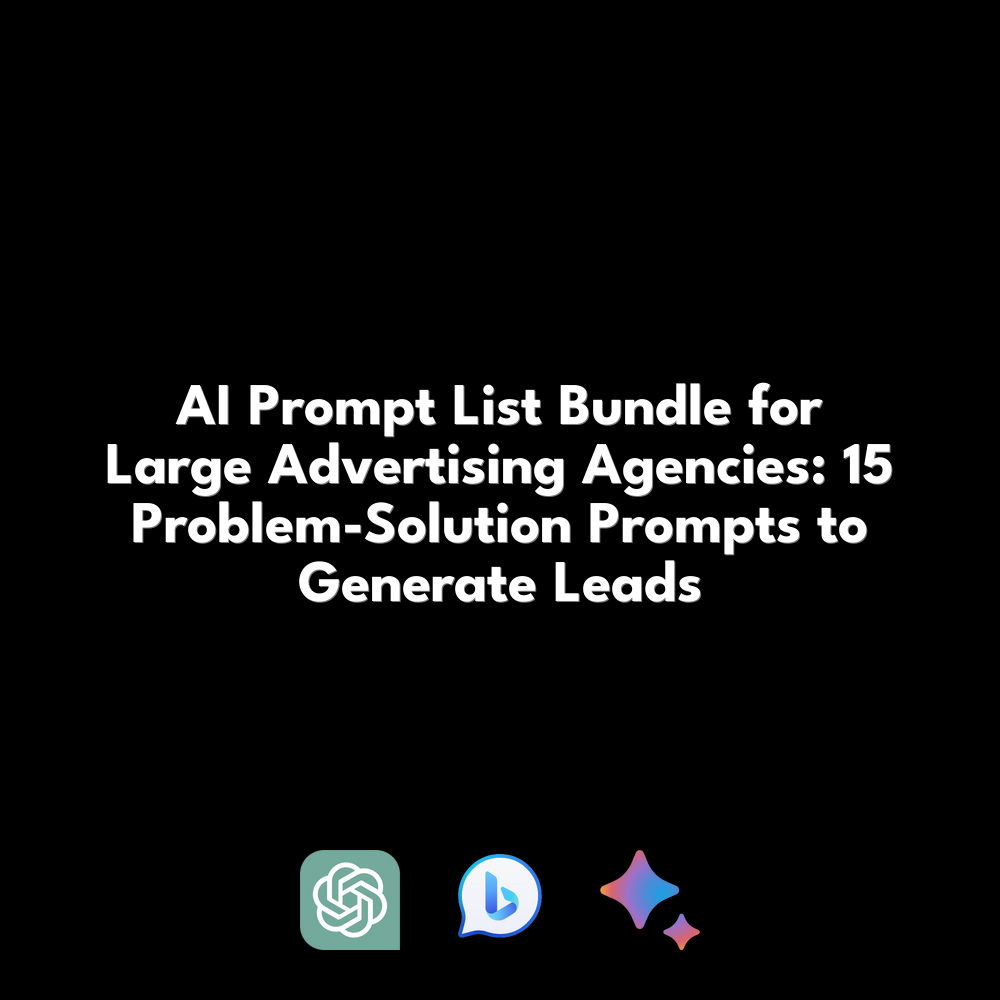 AI Prompt List Bundle for
Large Advertising Agencies: 15
Problem-Solution Prompts to
Generate Leads